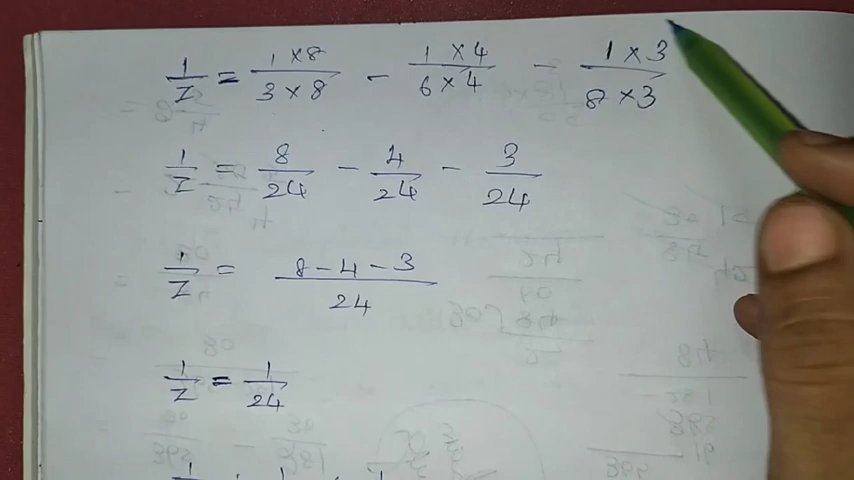 1/z = 1 × 8/3 × 8 − 1 × 4/6 × 4 − 1 × 3/8 × 3
1/z = 8/24 − 4/24 − 3/24
1/z = 8 − 4 − 3/24
1/z = 1/24